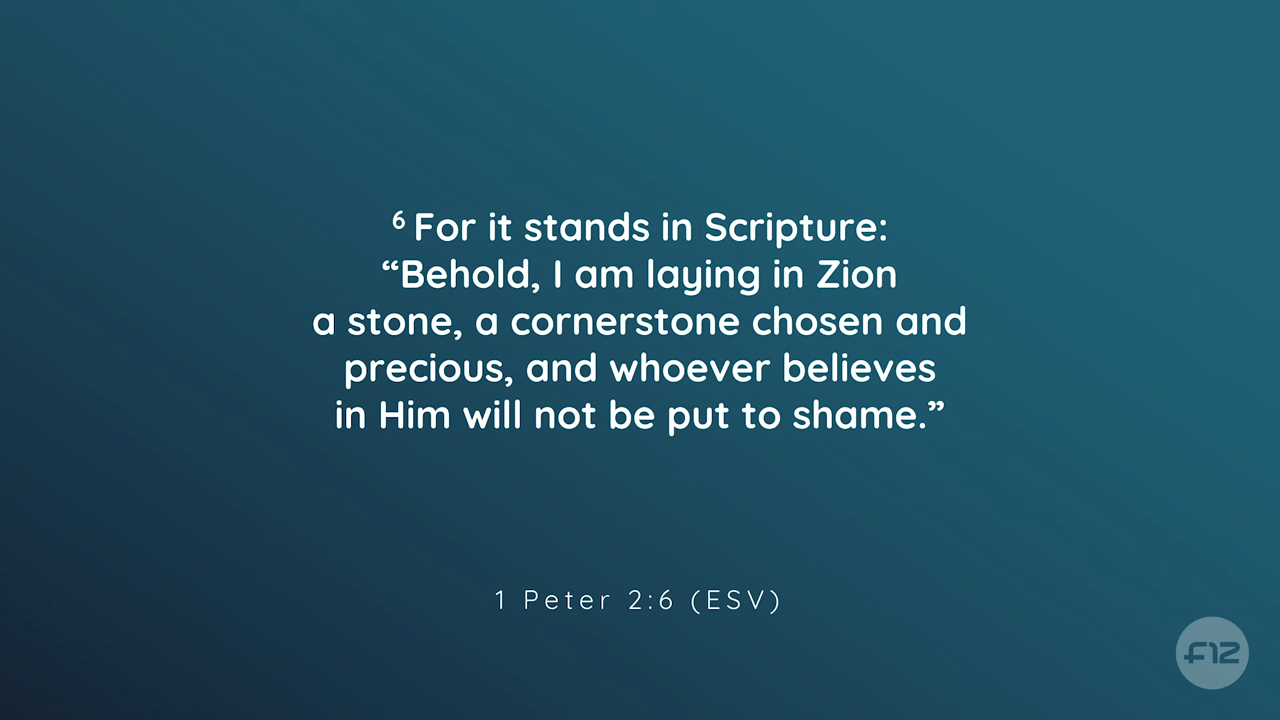 6 For it stands in Scripture:
“Behold, I am laying in Zion
a stone, a cornerstone chosen and
precious, and whoever believes
in Him will not be put to shame.”
1 Peter 2:6 (ESV)
F12